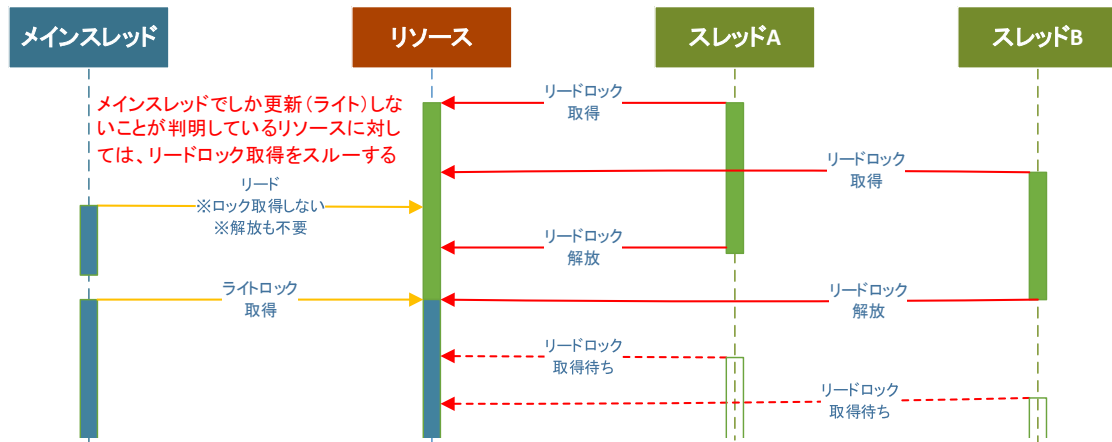 メインスレッド
リソース
スレッドA
スレッドB
メインスレッドでしか更新（ライト）しな
いことが判明しているリソースに対し
ては、リードロック取得をスルーする
リードロック
取得
リードロック
取得
リード
※ロック取得しない
※解放も不要
リードロック
解放
ライトロック
取得
リードロック
解放
リードロック
取得待ち
リードロック
取得待ち